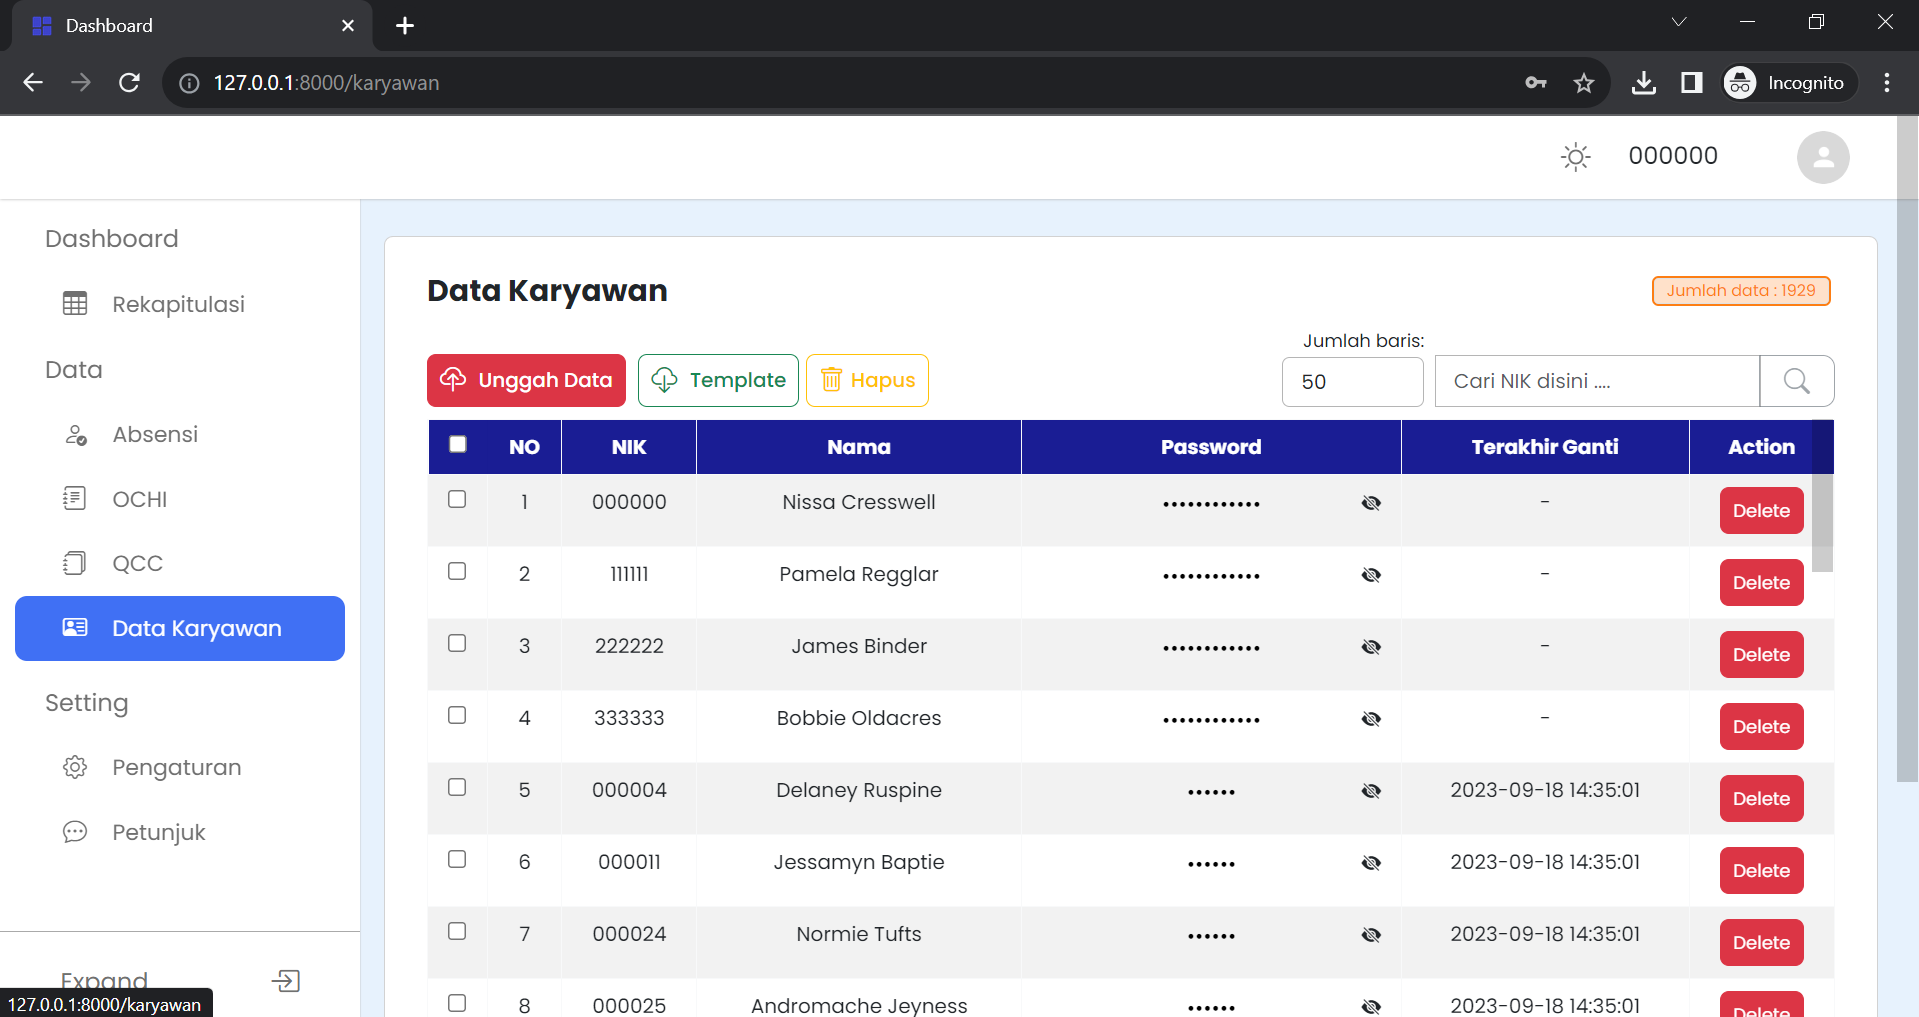 Dashboard
127.0.0.1:8000/karyawan
Incognito
000000
Dashboard
Rekapitulasi
Data
Absensi
OCHI
QCC
Data Karyawan
Setting
Pengaturan
Petunjuk
Expand
127.0.0.1:8000/karyawan
Data Karyawan
Jumlah data : 1929
Unggah Data Template Hapus
Jumlah baris:
50
Cari NIK disini ....
NO NIK Nama Password Terakhir Ganti Action
1 000000 Nissa Cresswell •••••••••••• - Delete
2 111111 Pamela Regglar •••••••••••• - Delete
3 222222 James Binder •••••••••••• - Delete
4 333333 Bobbie Oldacres •••••••••••• - Delete
5 000004 Delaney Ruspine •••••• 2023-09-18 14:35:01 Delete
6 000011 Jessamyn Baptie •••••• 2023-09-18 14:35:01 Delete
7 000024 Normie Tufts •••••• 2023-09-18 14:35:01 Delete
8 000025 Andromache Jeyness •••••• 2023-09-18 14:35:01 Delete